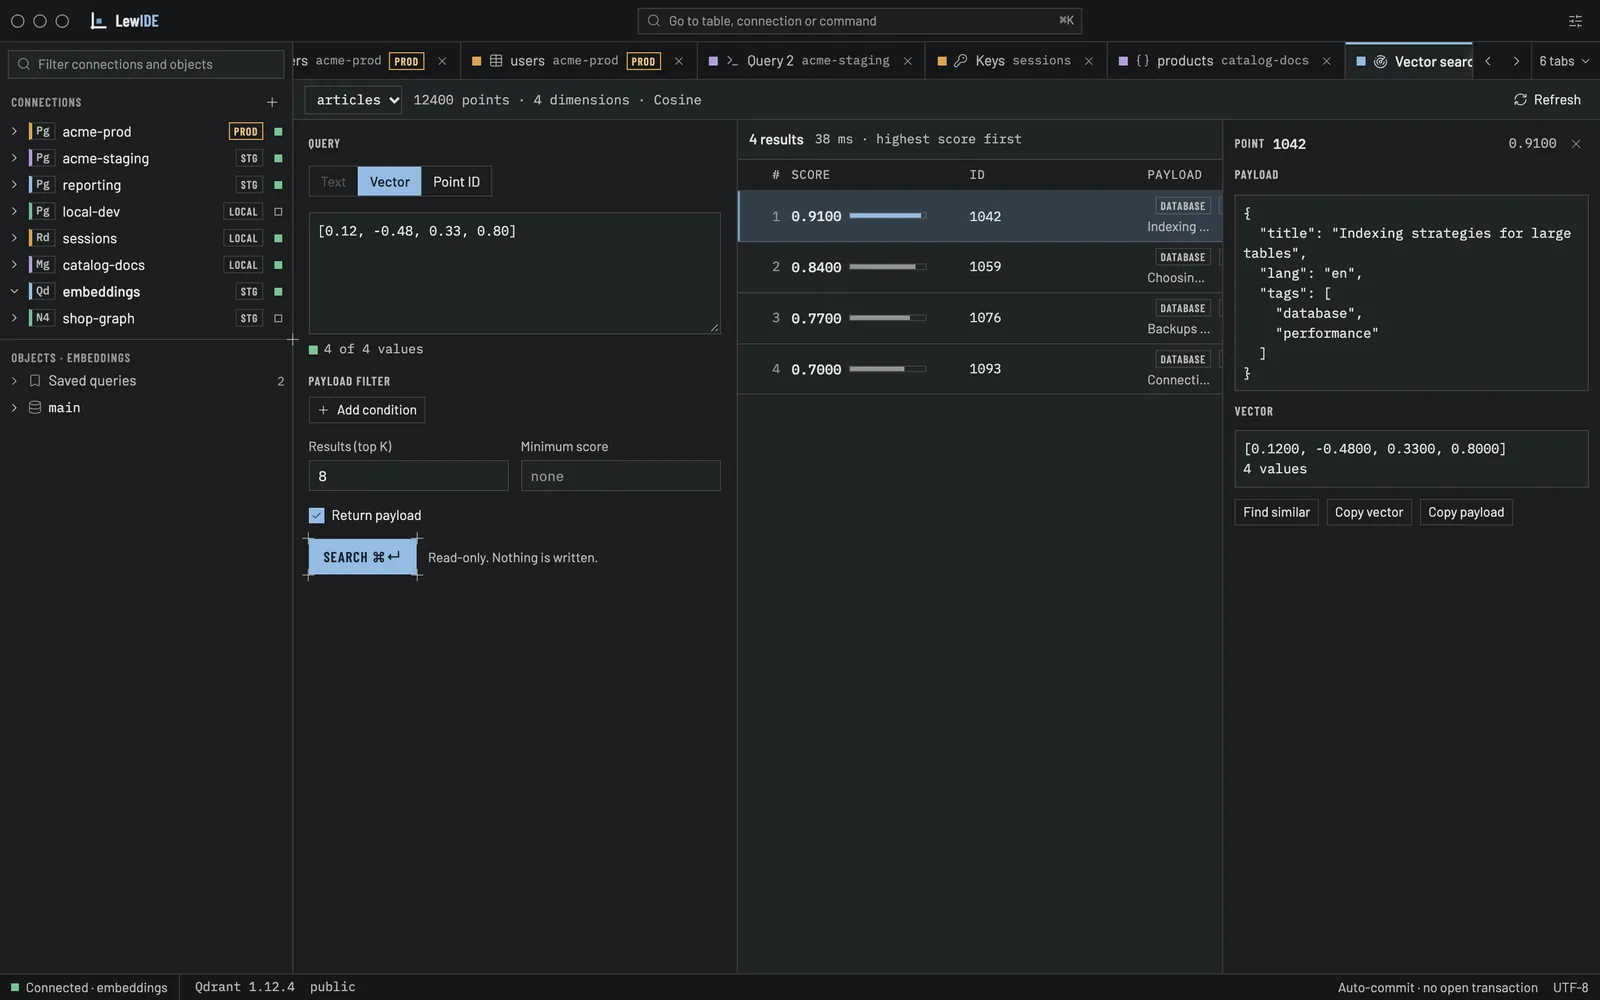 LewIDE
Go to table, connection or command
⌘K
Filter connections and objects
ers acme-prod PROD
users acme-prod PROD
Query 2 acme-staging
Keys sessions
{} products catalog-docs
Vector searc
6 tabs
CONNECTIONS
Pg acme-prod PROD
Pg acme-staging STG
Pg reporting STG
Pg local-dev LOCAL
Rd sessions LOCAL
Mg catalog-docs LOCAL
Qd embeddings STG
N4 shop-graph STG
OBJECTS · EMBEDDINGS
Saved queries 2
main
articles 12400 points · 4 dimensions · Cosine
Refresh
QUERY
Text Vector Point ID
[0.12, -0.48, 0.33, 0.80]
4 of 4 values
PAYLOAD FILTER
+ Add condition
Results (top K) Minimum score
8 none
Return payload
SEARCH ⌘↵ Read-only. Nothing is written.
4 results 38 ms · highest score first
# SCORE ID PAYLOAD
1 0.9100 1042 DATABASE
Indexing ...
2 0.8400 1059 DATABASE
Choosin...
3 0.7700 1076 DATABASE
Backups ...
4 0.7000 1093 DATABASE
Connecti...
POINT 1042 0.9100
PAYLOAD
{
"title": "Indexing strategies for large
tables",
"lang": "en",
"tags": [
"database",
"performance"
]
}
VECTOR
[0.1200, -0.4800, 0.3300, 0.8000]
4 values
Find similar Copy vector Copy payload
Connected · embeddings Qdrant 1.12.4 public
Auto-commit · no open transaction UTF-8